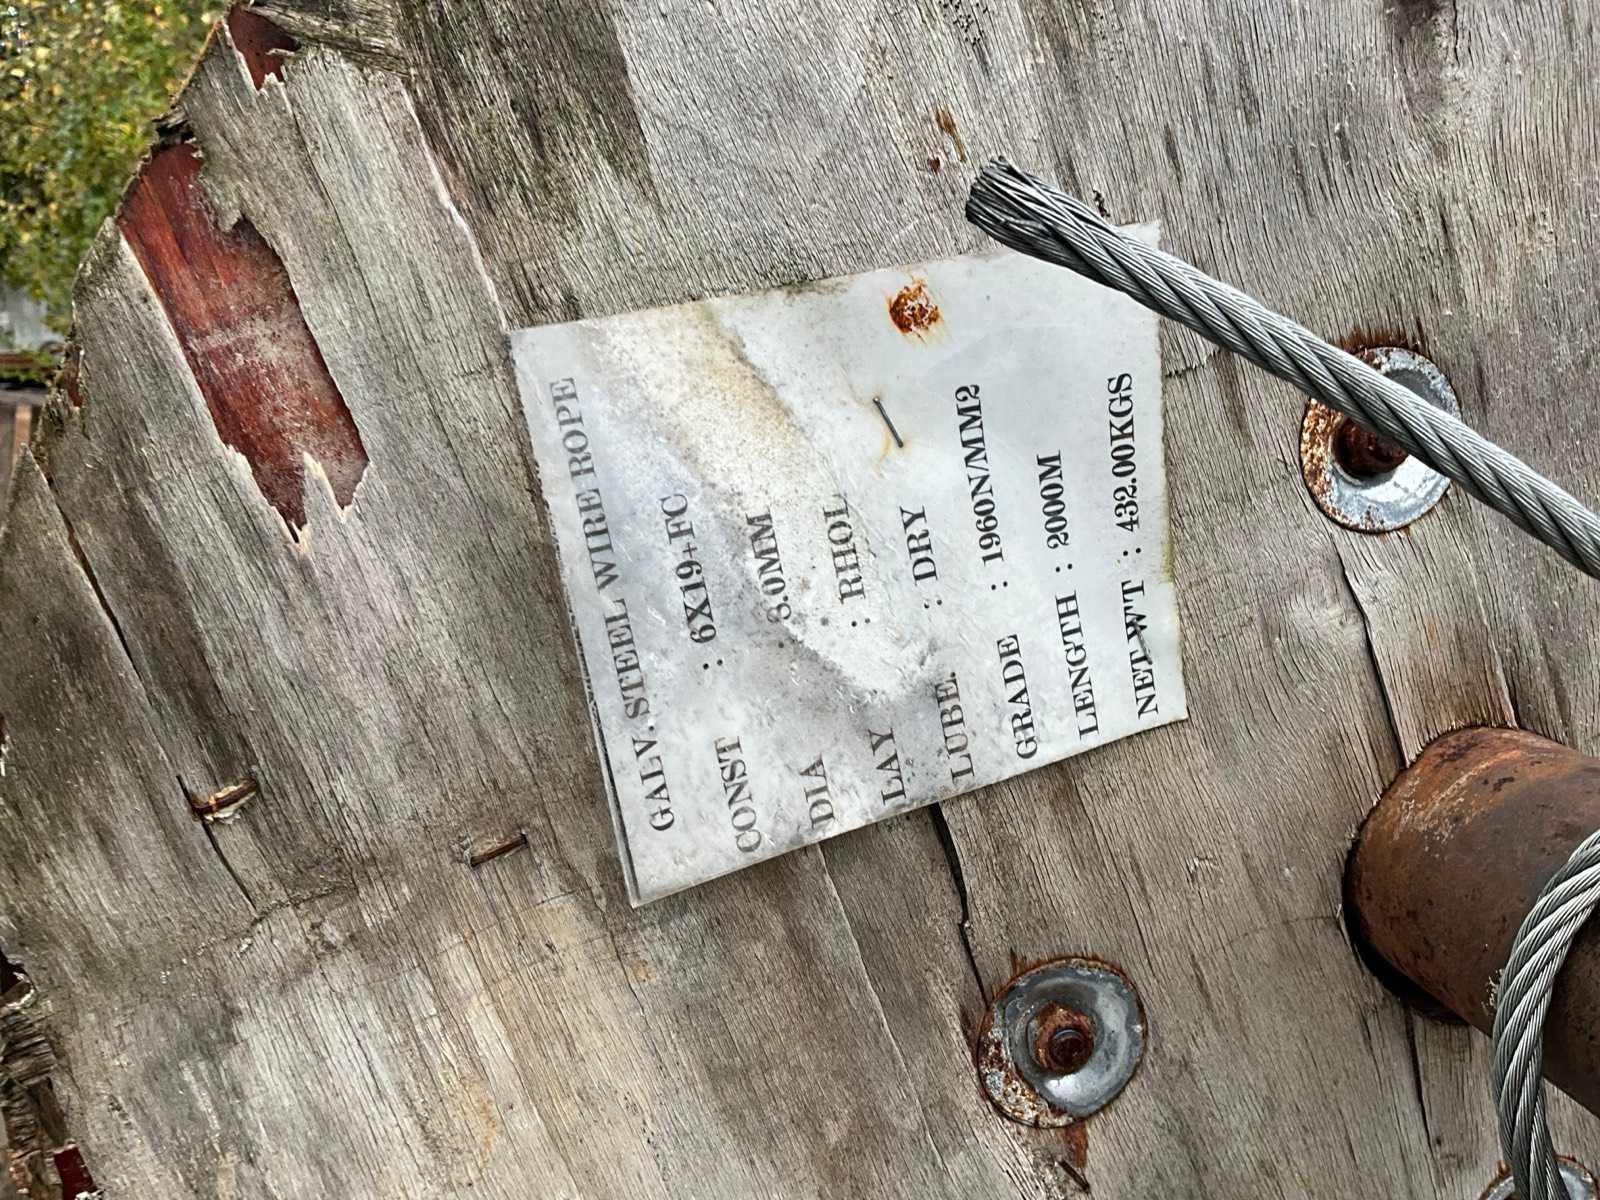 GALV. STEEL WIRE ROPE
CONST : 6X19+FC
DIA : 8.0MM
LAY : RHOL
LUBE. : DRY
GRADE : 1960N/MM2
LENGTH : 2000M
NET WT : 432.00KGS